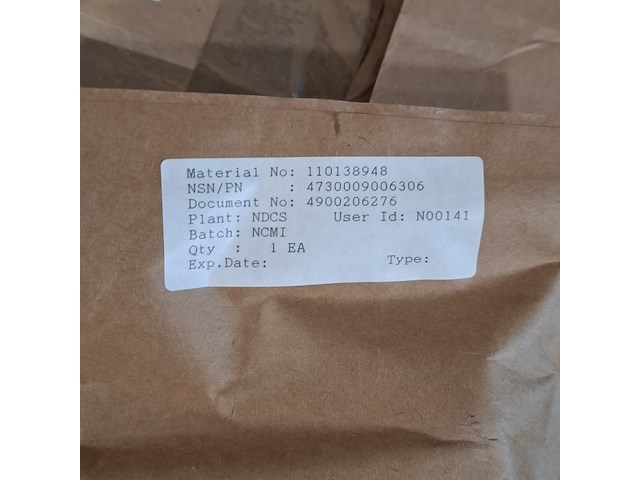 Material No: 110138948
NSN/PN : 4730009006306
Document No: 4900206276
Plant: NDCS User Id: N00141
Batch: NCMI
Qty : 1 EA
Exp.Date: Type: